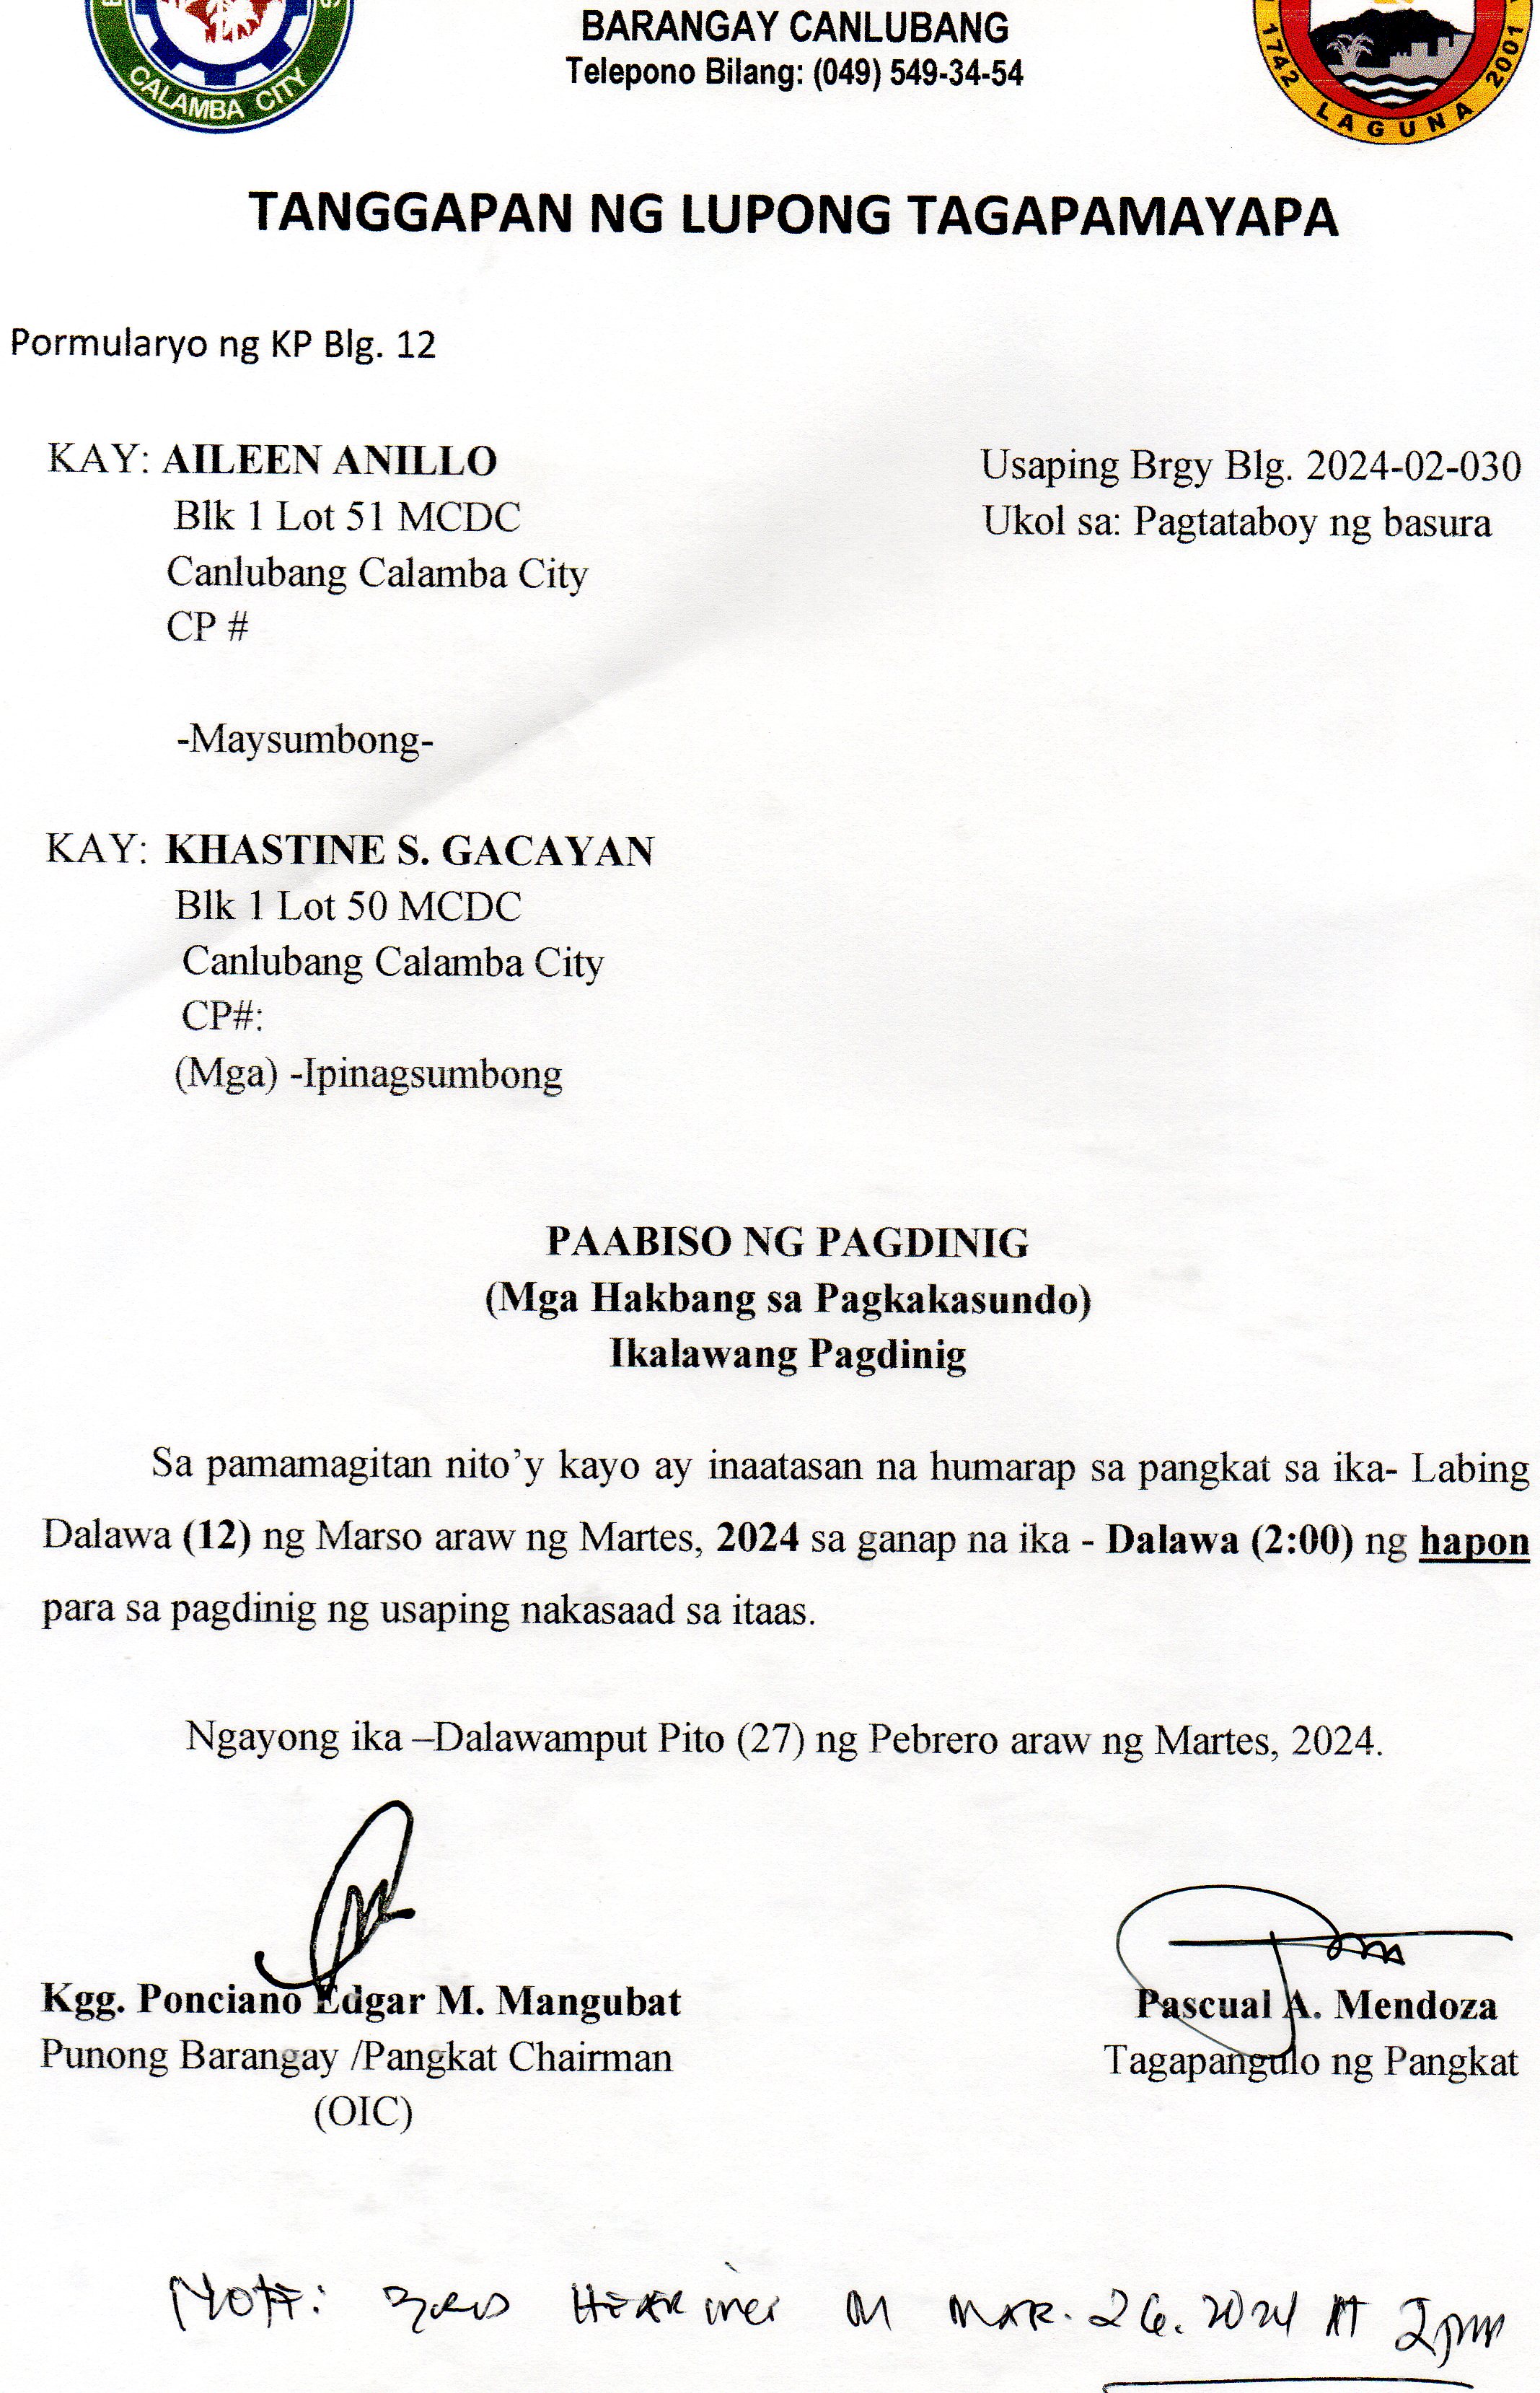 BARANGAY CANLUBANG
Telepono Bilang: (049) 549-34-54
CALAMBA CITY
1742 LAGUNA 2001
TANGGAPAN NG LUPONG TAGAPAMAYAPA
Pormularyo ng KP Blg. 12
KAY: AILEEN ANILLO
Usaping Brgy Blg. 2024-02-030
Blk 1 Lot 51 MCDC
Ukol sa: Pagtataboy ng basura
Canlubang Calamba City
CP #
-Maysumbong-
KAY: KHASTINE S. GACAYAN
Blk 1 Lot 50 MCDC
Canlubang Calamba City
CP#:
(Mga) -Ipinagsumbong
PAABISO NG PAGDINIG
(Mga Hakbang sa Pagkakasundo)
Ikalawang Pagdinig
Sa pamamagitan nito’y kayo ay inaatasan na humarap sa pangkat sa ika- Labing
Dalawa (12) ng Marso araw ng Martes, 2024 sa ganap na ika - Dalawa (2:00) ng hapon
para sa pagdinig ng usaping nakasaad sa itaas.
Ngayong ika –Dalawamput Pito (27) ng Pebrero araw ng Martes, 2024.
Kgg. Ponciano Edgar M. Mangubat
Pascual A. Mendoza
Punong Barangay /Pangkat Chairman
Tagapangulo ng Pangkat
(OIC)
NOTE: 3RD HEARING ON MAR. 26. 2024 AT 2pm